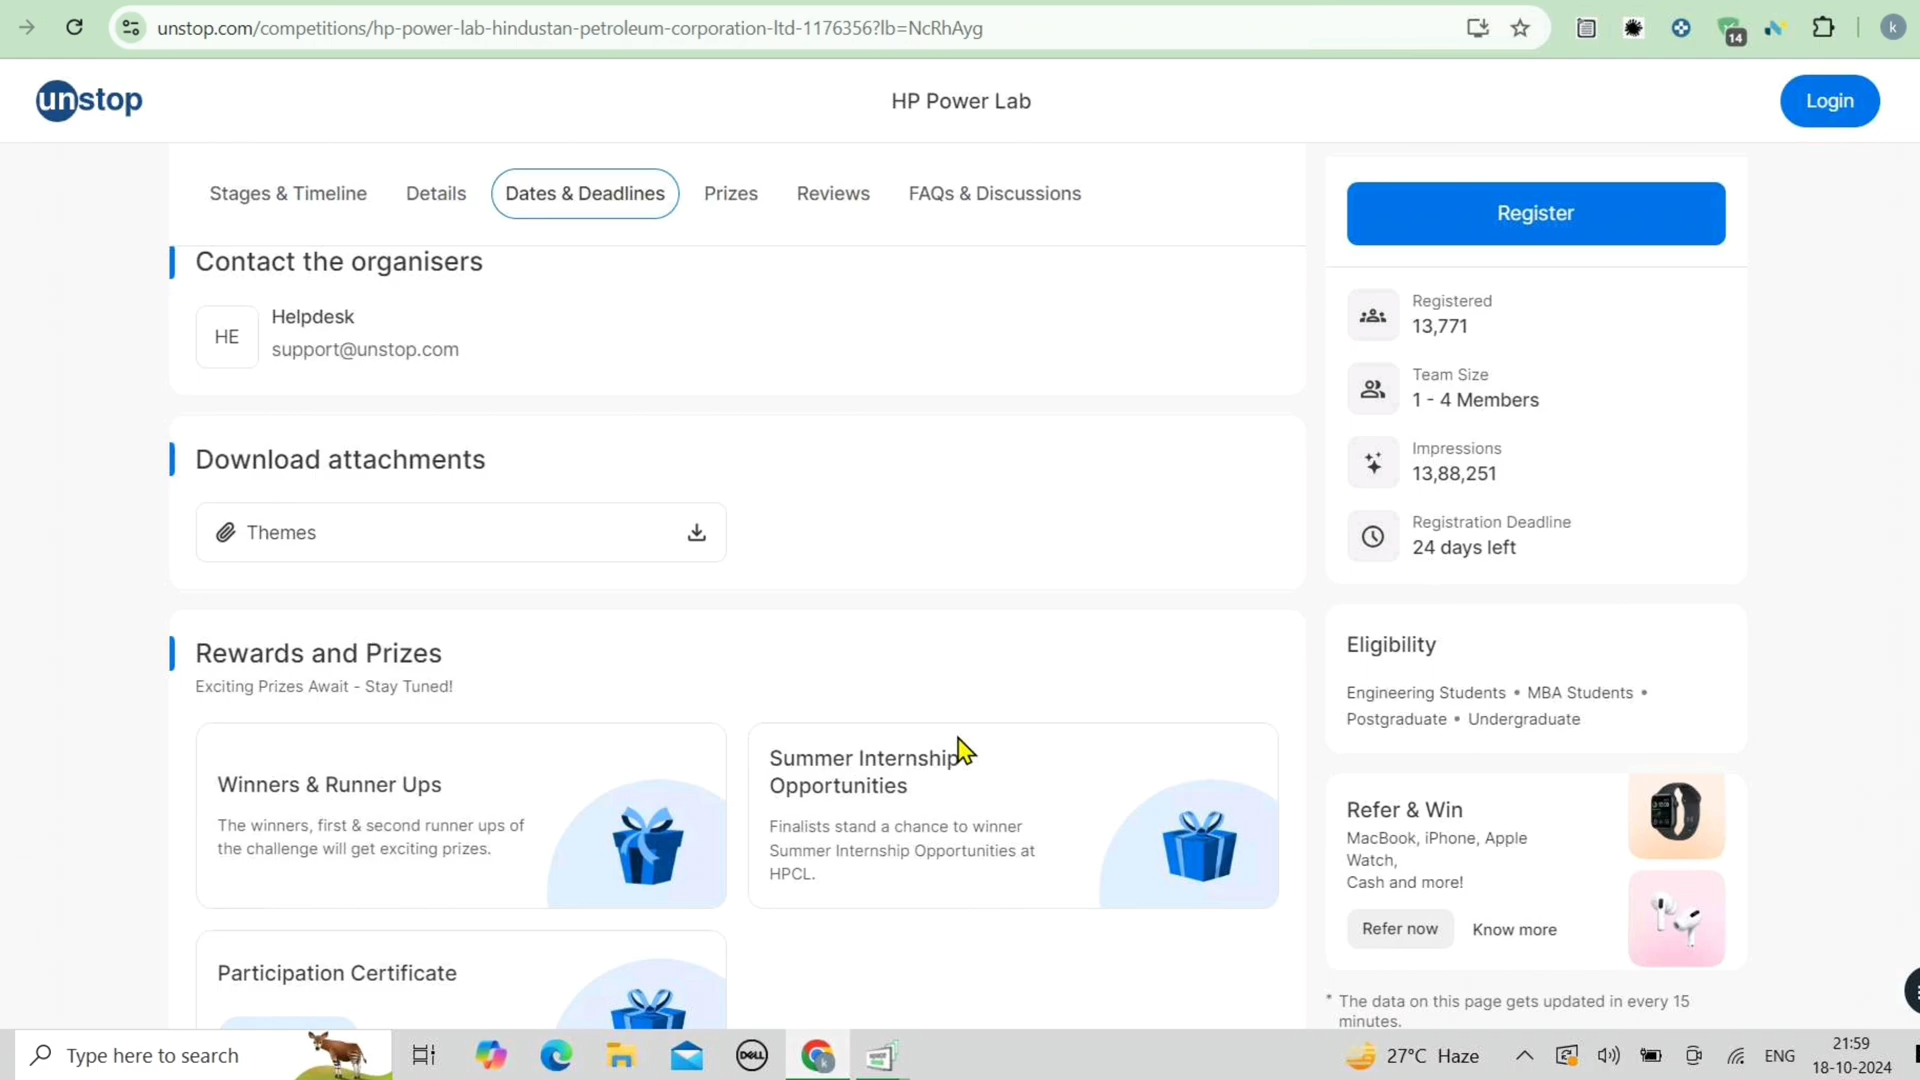 unstop.com/competitions/hp-power-lab-hindustan-petroleum-corporation-ltd-1176356?lb=NcRhAyg
14
k
unstop
HP Power Lab
Login
Stages & Timeline
Details
Dates & Deadlines
Prizes
Reviews
FAQs & Discussions
Register
Contact the organisers
HE
Helpdesk
support@unstop.com
Download attachments
Themes
Rewards and Prizes
Exciting Prizes Await - Stay Tuned!
Winners & Runner Ups
The winners, first & second runner ups of
the challenge will get exciting prizes.
Summer Internship
Opportunities
Finalists stand a chance to winner
Summer Internship Opportunities at
HPCL.
Participation Certificate
Registered
13,771
Team Size
1 - 4 Members
Impressions
13,88,251
Registration Deadline
24 days left
Eligibility
Engineering Students • MBA Students •
Postgraduate • Undergraduate
Refer & Win
MacBook, iPhone, Apple
Watch,
Cash and more!
Refer now
Know more
* The data on this page gets updated in every 15
minutes.
Type here to search
DELL
27°C Haze
ENG
21:59
18-10-2024